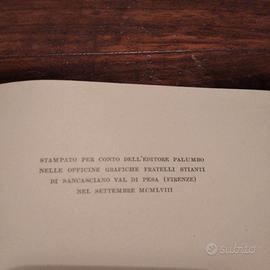 STAMPATO PER CONTO DELL'EDITORE PALUMBO
NELLE OFFICINE GRAFICHE FRATELLI STIANTI
DI SANCASCIANO VAL DI PESA (FIRENZE)
NEL SETTEMBRE MCMLVIII
subito